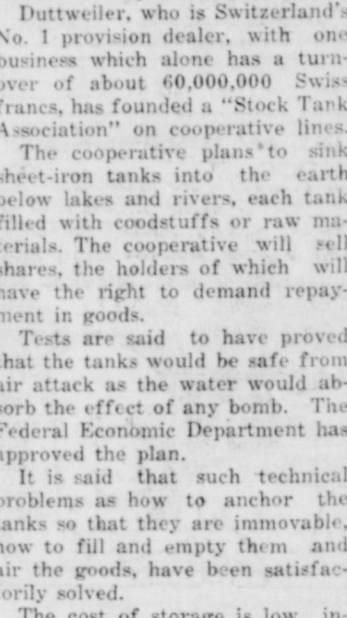 Duttweiler, who is Switzerland's
No. 1 provision dealer, with one
business which alone has a turn-
over of about 60,000,000 Swiss
francs, has founded a "Stock Tank
Association" on cooperative lines.
The cooperative plans to sink
sheet-iron tanks into the earth
below lakes and rivers, each tank
filled with coodstuffs or raw ma-
terials. The cooperative will sell
shares, the holders of which will
have the right to demand repay-
ment in goods.
Tests are said to have proved
that the tanks would be safe from
air attack as the water would ab-
sorb the effect of any bomb. The
Federal Economic Department has
approved the plan.
It is said that such technical
problems as how to anchor the
tanks so that they are immovable,
how to fill and empty them and
air the goods, have been satisfac-
torily solved.
The cost of storage is low, in-